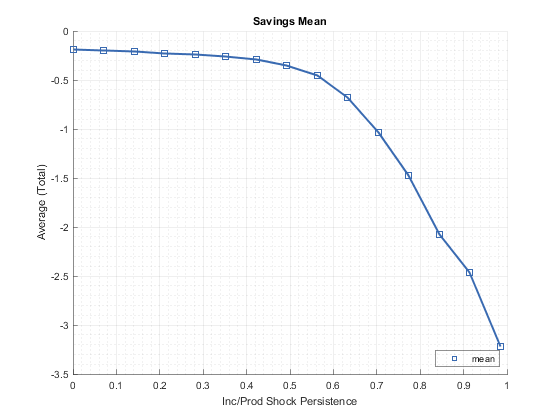 Savings Mean
0
-0.5
-1
-1.5
-2
-2.5
-3
-3.5
Average (Total)
0 0.1 0.2 0.3 0.4 0.5 0.6 0.7 0.8 0.9 1
Inc/Prod Shock Persistence
mean